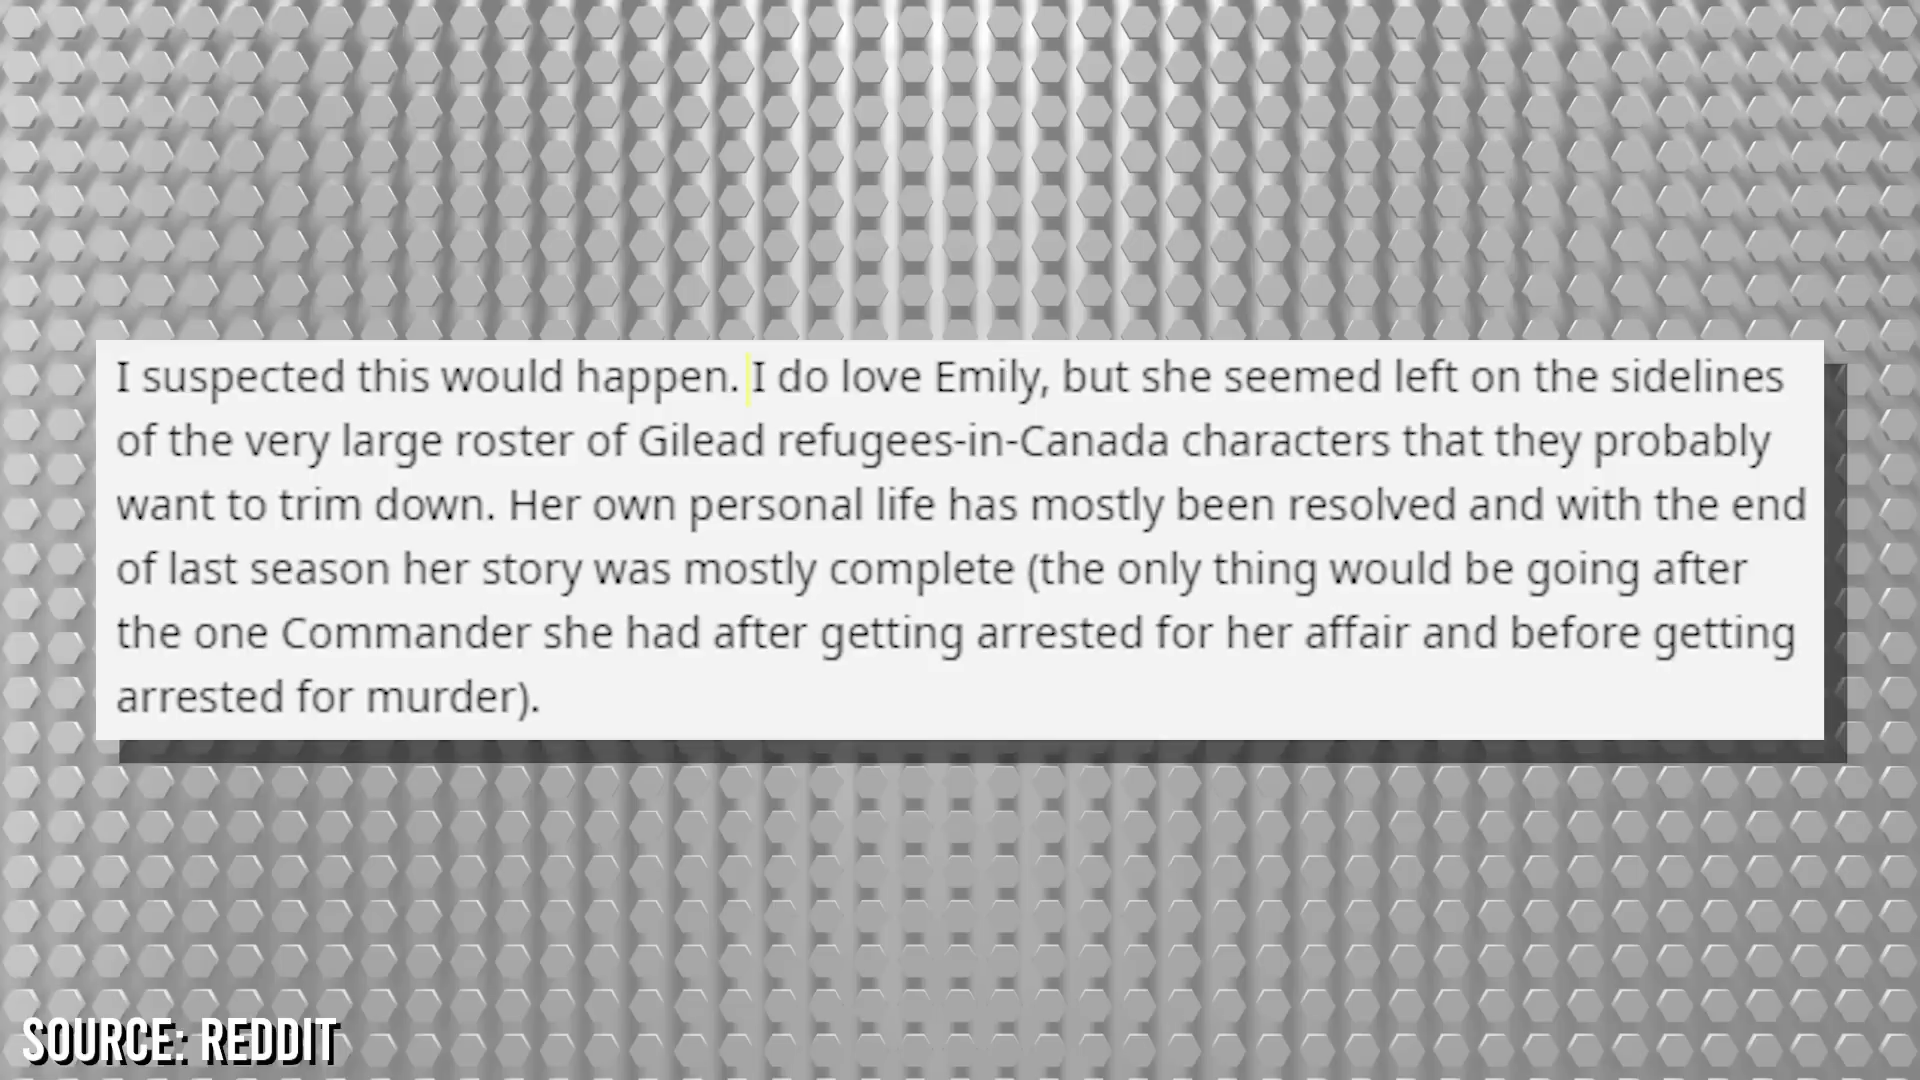 I suspected this would happen. I do love Emily, but she seemed left on the sidelines
of the very large roster of Gilead refugees-in-Canada characters that they probably
want to trim down. Her own personal life has mostly been resolved and with the end
of last season her story was mostly complete (the only thing would be going after
the one Commander she had after getting arrested for her affair and before getting
arrested for murder).
SOURCE: REDDIT